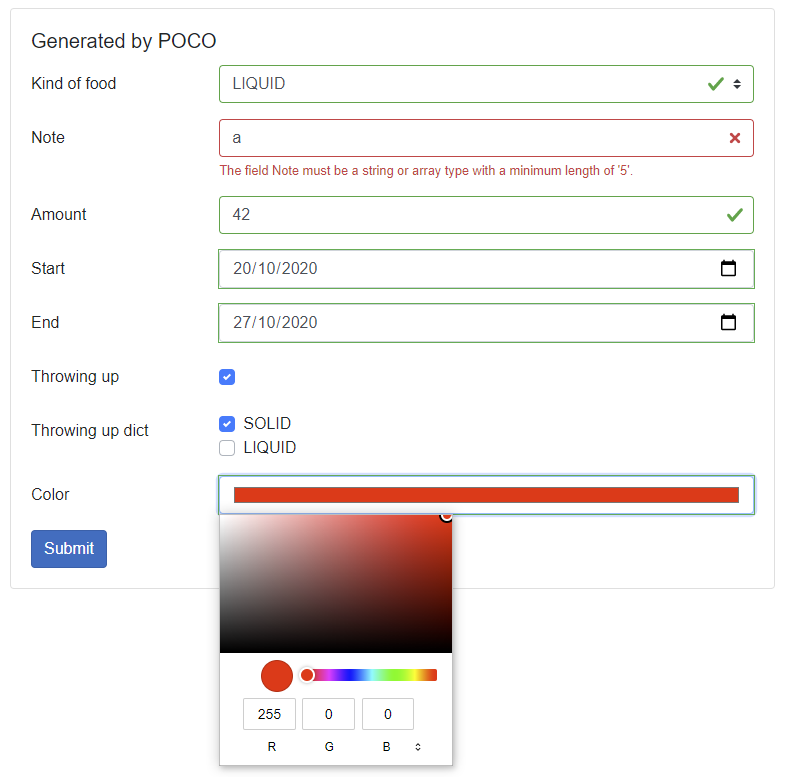 Generated by POCO
Kind of food LIQUID
Note a
The field Note must be a string or array type with a minimum length of '5'.
Amount 42
Start 20/10/2020
End 27/10/2020
Throwing up
Throwing up dict SOLID
LIQUID
Color
Submit
255 0 0
R G B